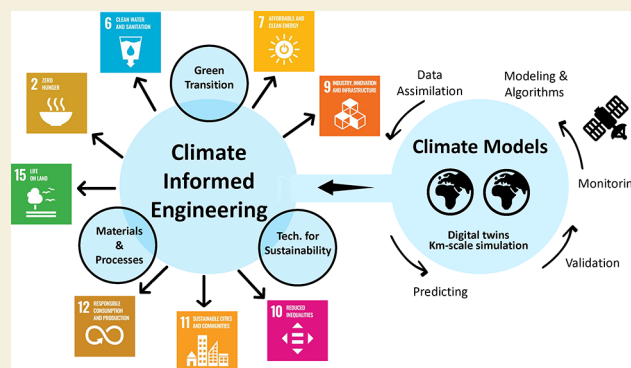 6 CLEAN WATER
AND SANITATION
7 AFFORDABLE AND
CLEAN ENERGY
2 ZERO
HUNGER
Green
Transition
9 INDUSTRY, INNOVATION
AND INFRASTRUCTURE
15 LIFE
ON LAND
Climate
Informed
Engineering
Materials
&
Processes
Tech. for
Sustainability
12 RESPONSIBLE
CONSUMPTION
AND PRODUCTION
11 SUSTAINABLE CITIES
AND COMMUNITIES
10 REDUCED
INEQUALITIES
Data
Assimilation
Modeling &
Algorithms
Climate Models
Digital twins
Km-scale simulation
Monitorin
Validation
Predicting